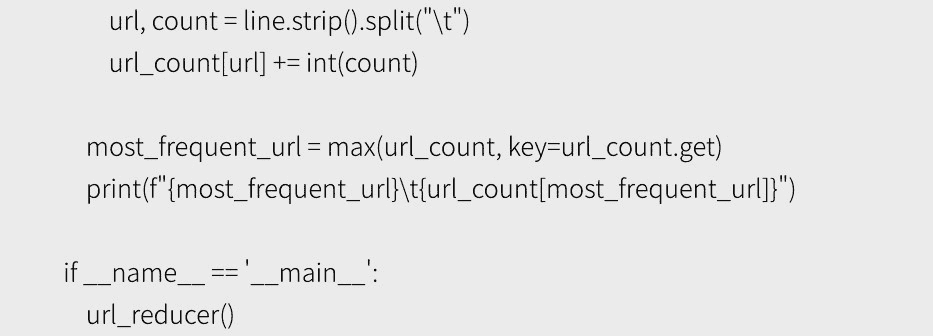 url, count = line.strip().split("\t")
url_count[url] += int(count)
most_frequent_url = max(url_count, key=url_count.get)
print(f"{most_frequent_url}\t{url_count[most_frequent_url]}")
if __name__ == '__main__':
url_reducer()